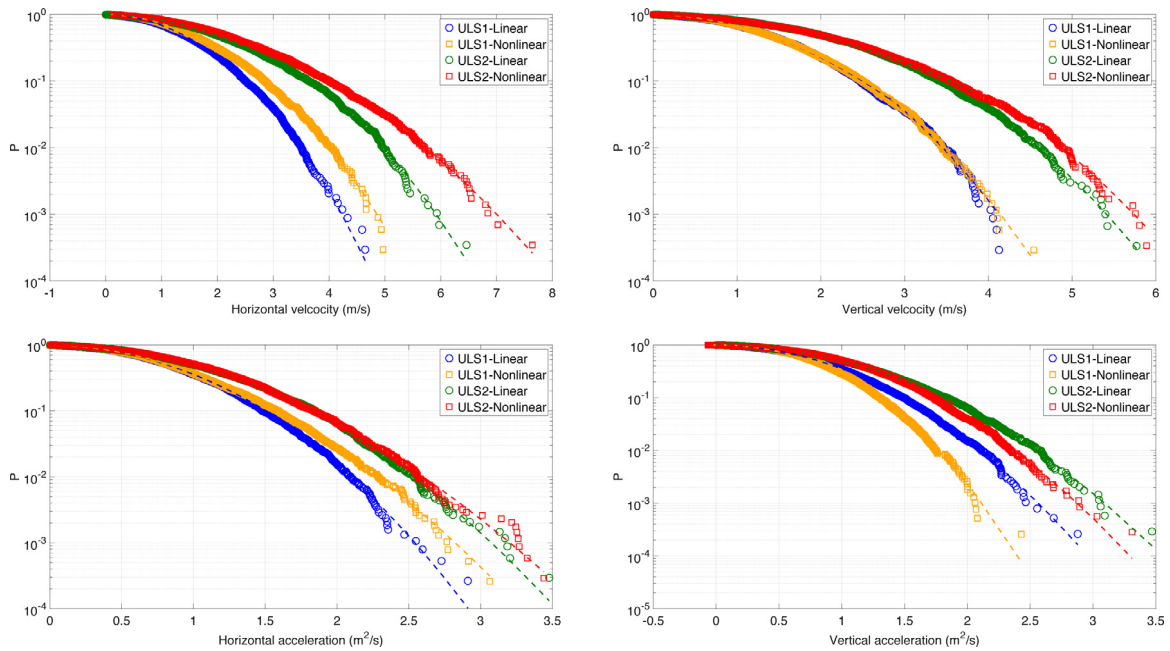 10^0
10^-1
10^-2
10^-3
10^-4
P
-1 0 1 2 3 4 5 6 7 8
Horizontal velcocity (m/s)
ULS1-Linear
ULS1-Nonlinear
ULS2-Linear
ULS2-Nonlinear
10^0
10^-1
10^-2
10^-3
10^-4
P
0 1 2 3 4 5 6
Vertical velcocity (m/s)
ULS1-Linear
ULS1-Nonlinear
ULS2-Linear
ULS2-Nonlinear
10^0
10^-1
10^-2
10^-3
10^-4
P
0 0.5 1 1.5 2 2.5 3 3.5
Horizontal acceleration (m^2/s)
ULS1-Linear
ULS1-Nonlinear
ULS2-Linear
ULS2-Nonlinear
10^0
10^-1
10^-2
10^-3
10^-4
10^-5
P
-0.5 0 0.5 1 1.5 2 2.5 3 3.5
Vertical acceleration (m^2/s)
ULS1-Linear
ULS1-Nonlinear
ULS2-Linear
ULS2-Nonlinear